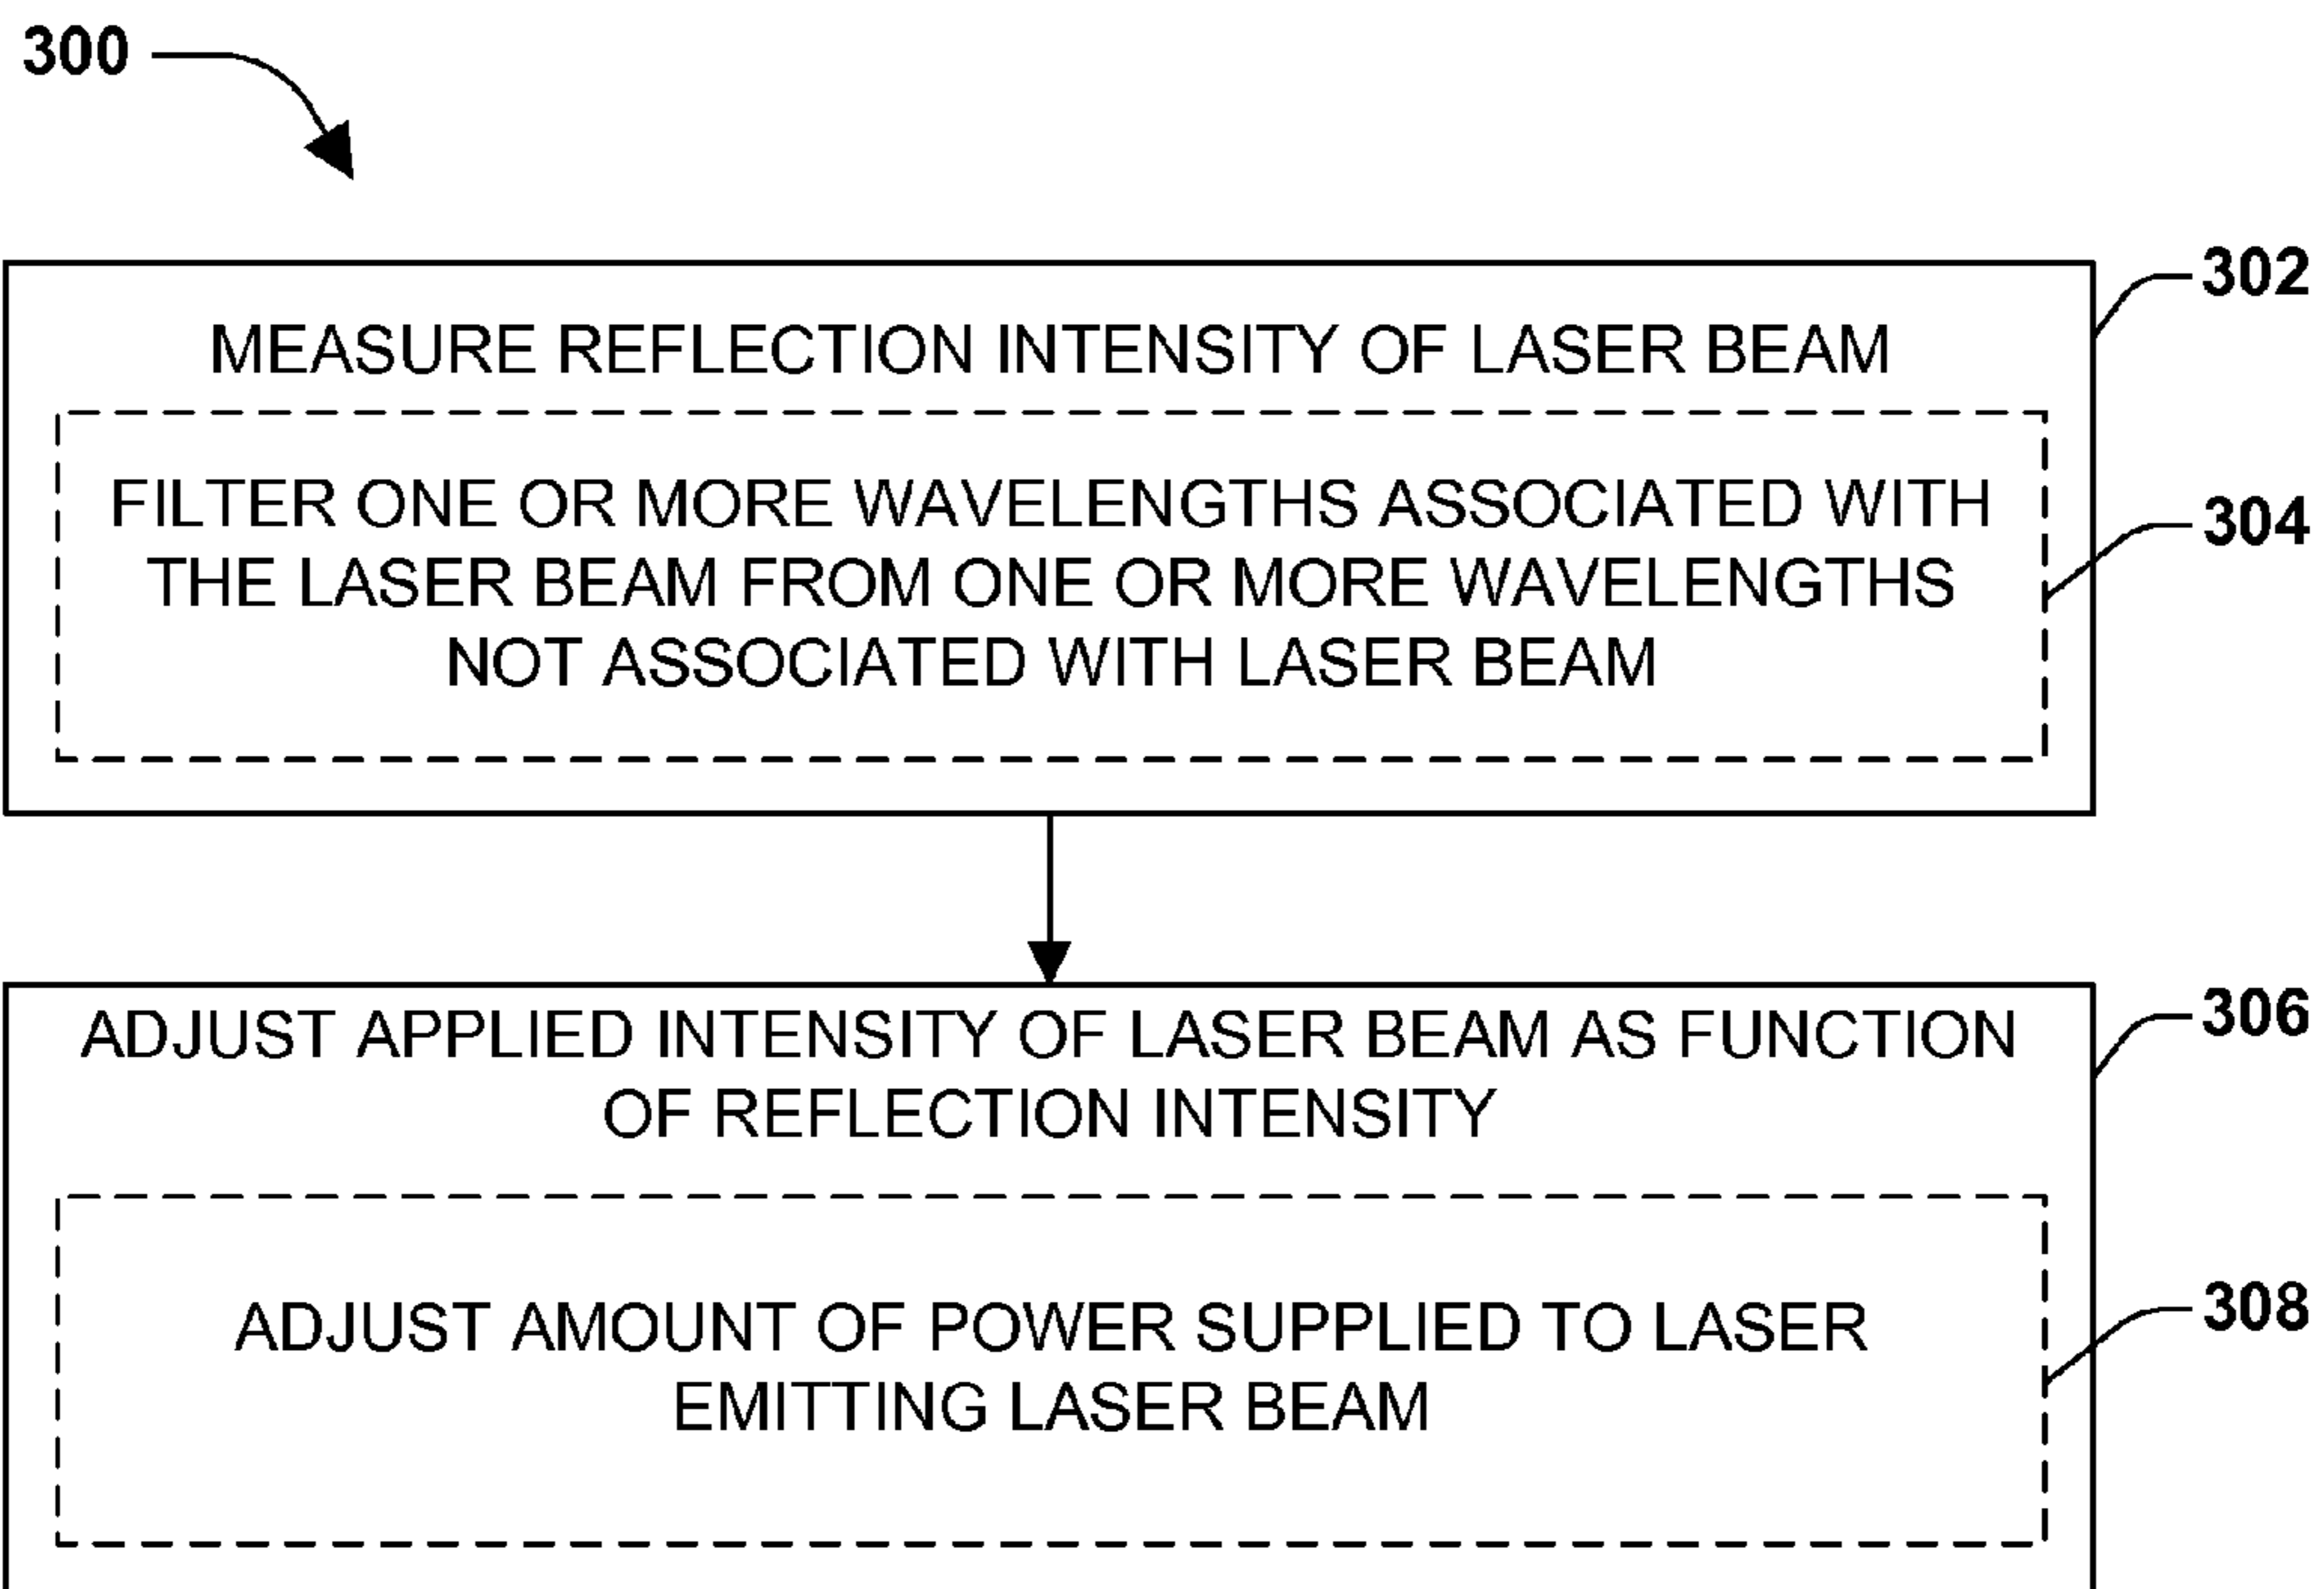 300
302
MEASURE REFLECTION INTENSITY OF LASER BEAM
FILTER ONE OR MORE WAVELENGTHS ASSOCIATED WITH
304
THE LASER BEAM FROM ONE OR MORE WAVELENGTHS
NOT ASSOCIATED WITH LASER BEAM
306
ADJUST APPLIED INTENSITY OF LASER BEAM AS FUNCTION
OF REFLECTION INTENSITY
308
ADJUST AMOUNT OF POWER SUPPLIED TO LASER
EMITTING LASER BEAM